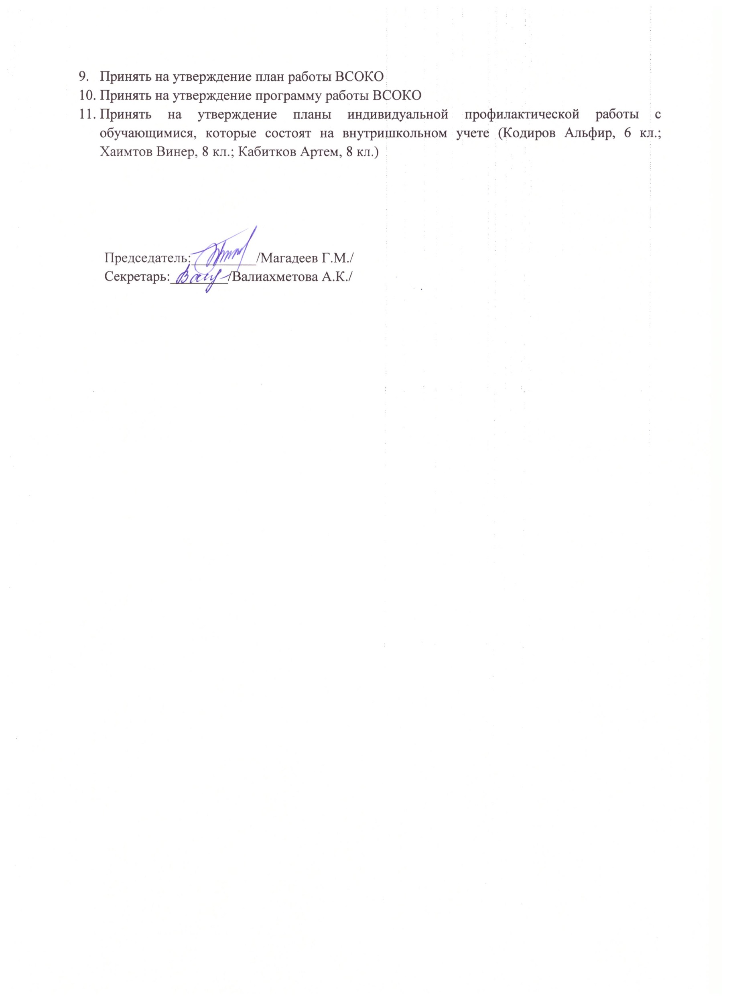 9. Принять на утверждение план работы ВСОКО
10. Принять на утверждение программу работы ВСОКО
11. Принять на утверждение планы индивидуальной профилактической работы с
обучающимися, которые состоят на внутришкольном учете (Кодиров Альфир, 6 кл.;
Хаимтов Винер, 8 кл.; Кабитков Артем, 8 кл.)
Председатель:_________/Магадеев Г.М./
Секретарь:________/Валиахметова А.К./